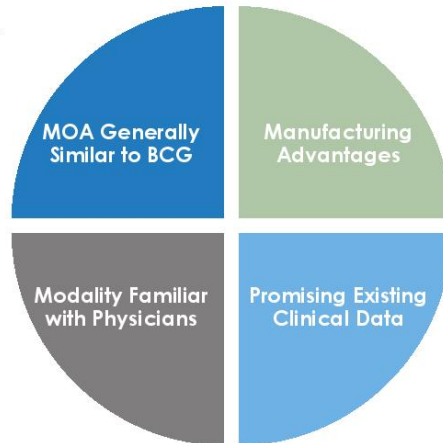 MOA Generally
Similar to BCG
Manufacturing
Advantages
Modality Familiar
with Physicians
Promising Existing
Clinical Data